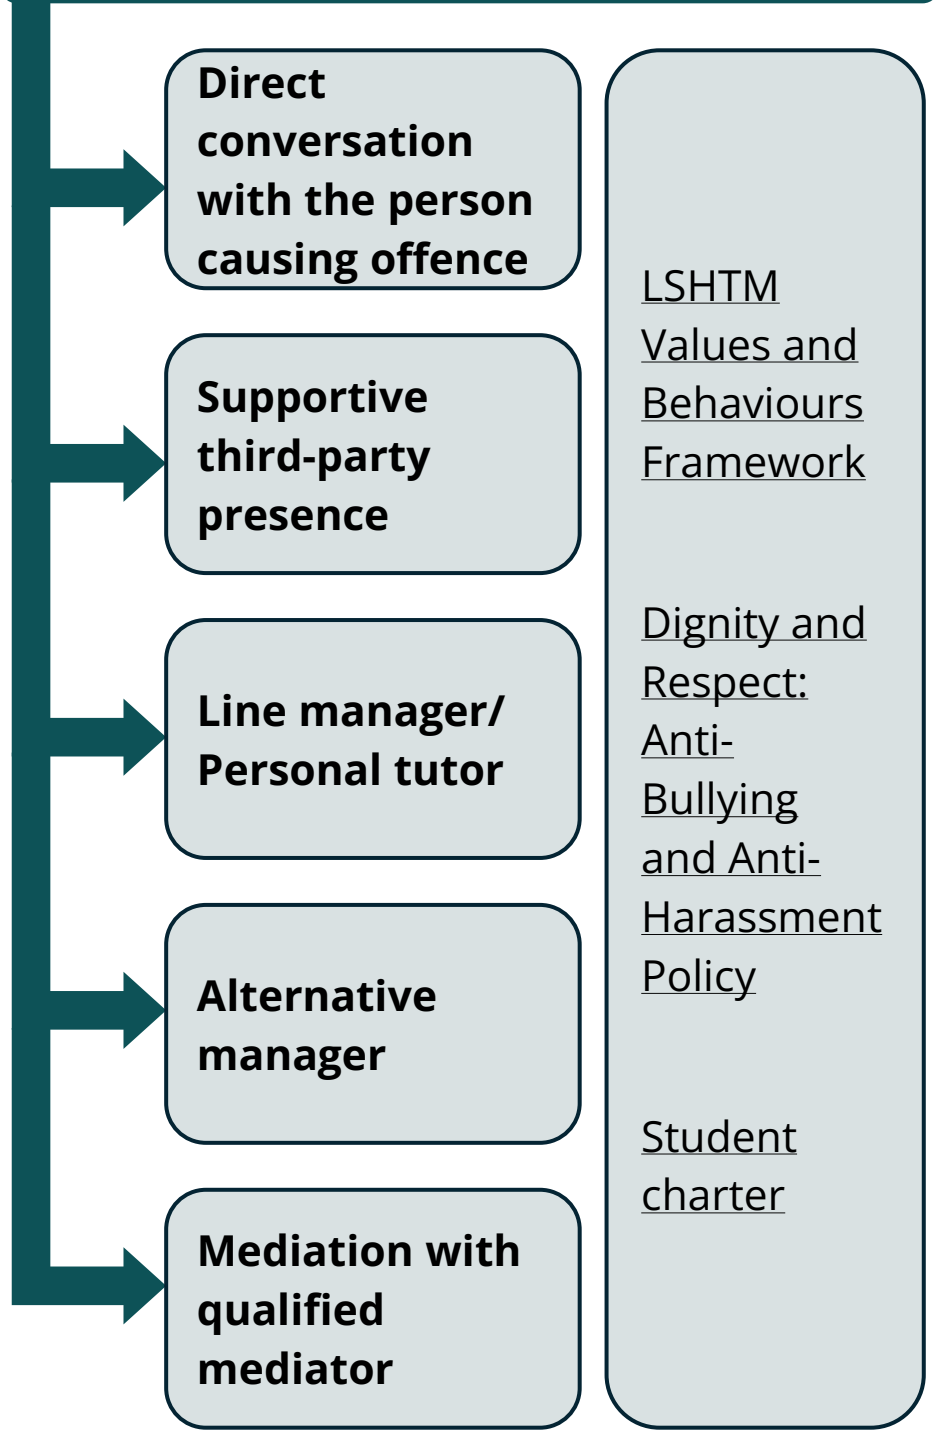 Direct
conversation
with the person
causing offence
Supportive
third-party
presence
Line manager/
Personal tutor
Alternative
manager
Mediation with
qualified
mediator
LSHTM
Values and
Behaviours
Framework
Dignity and
Respect:
Anti-
Bullying
and Anti-
Harassment
Policy
Student
charter